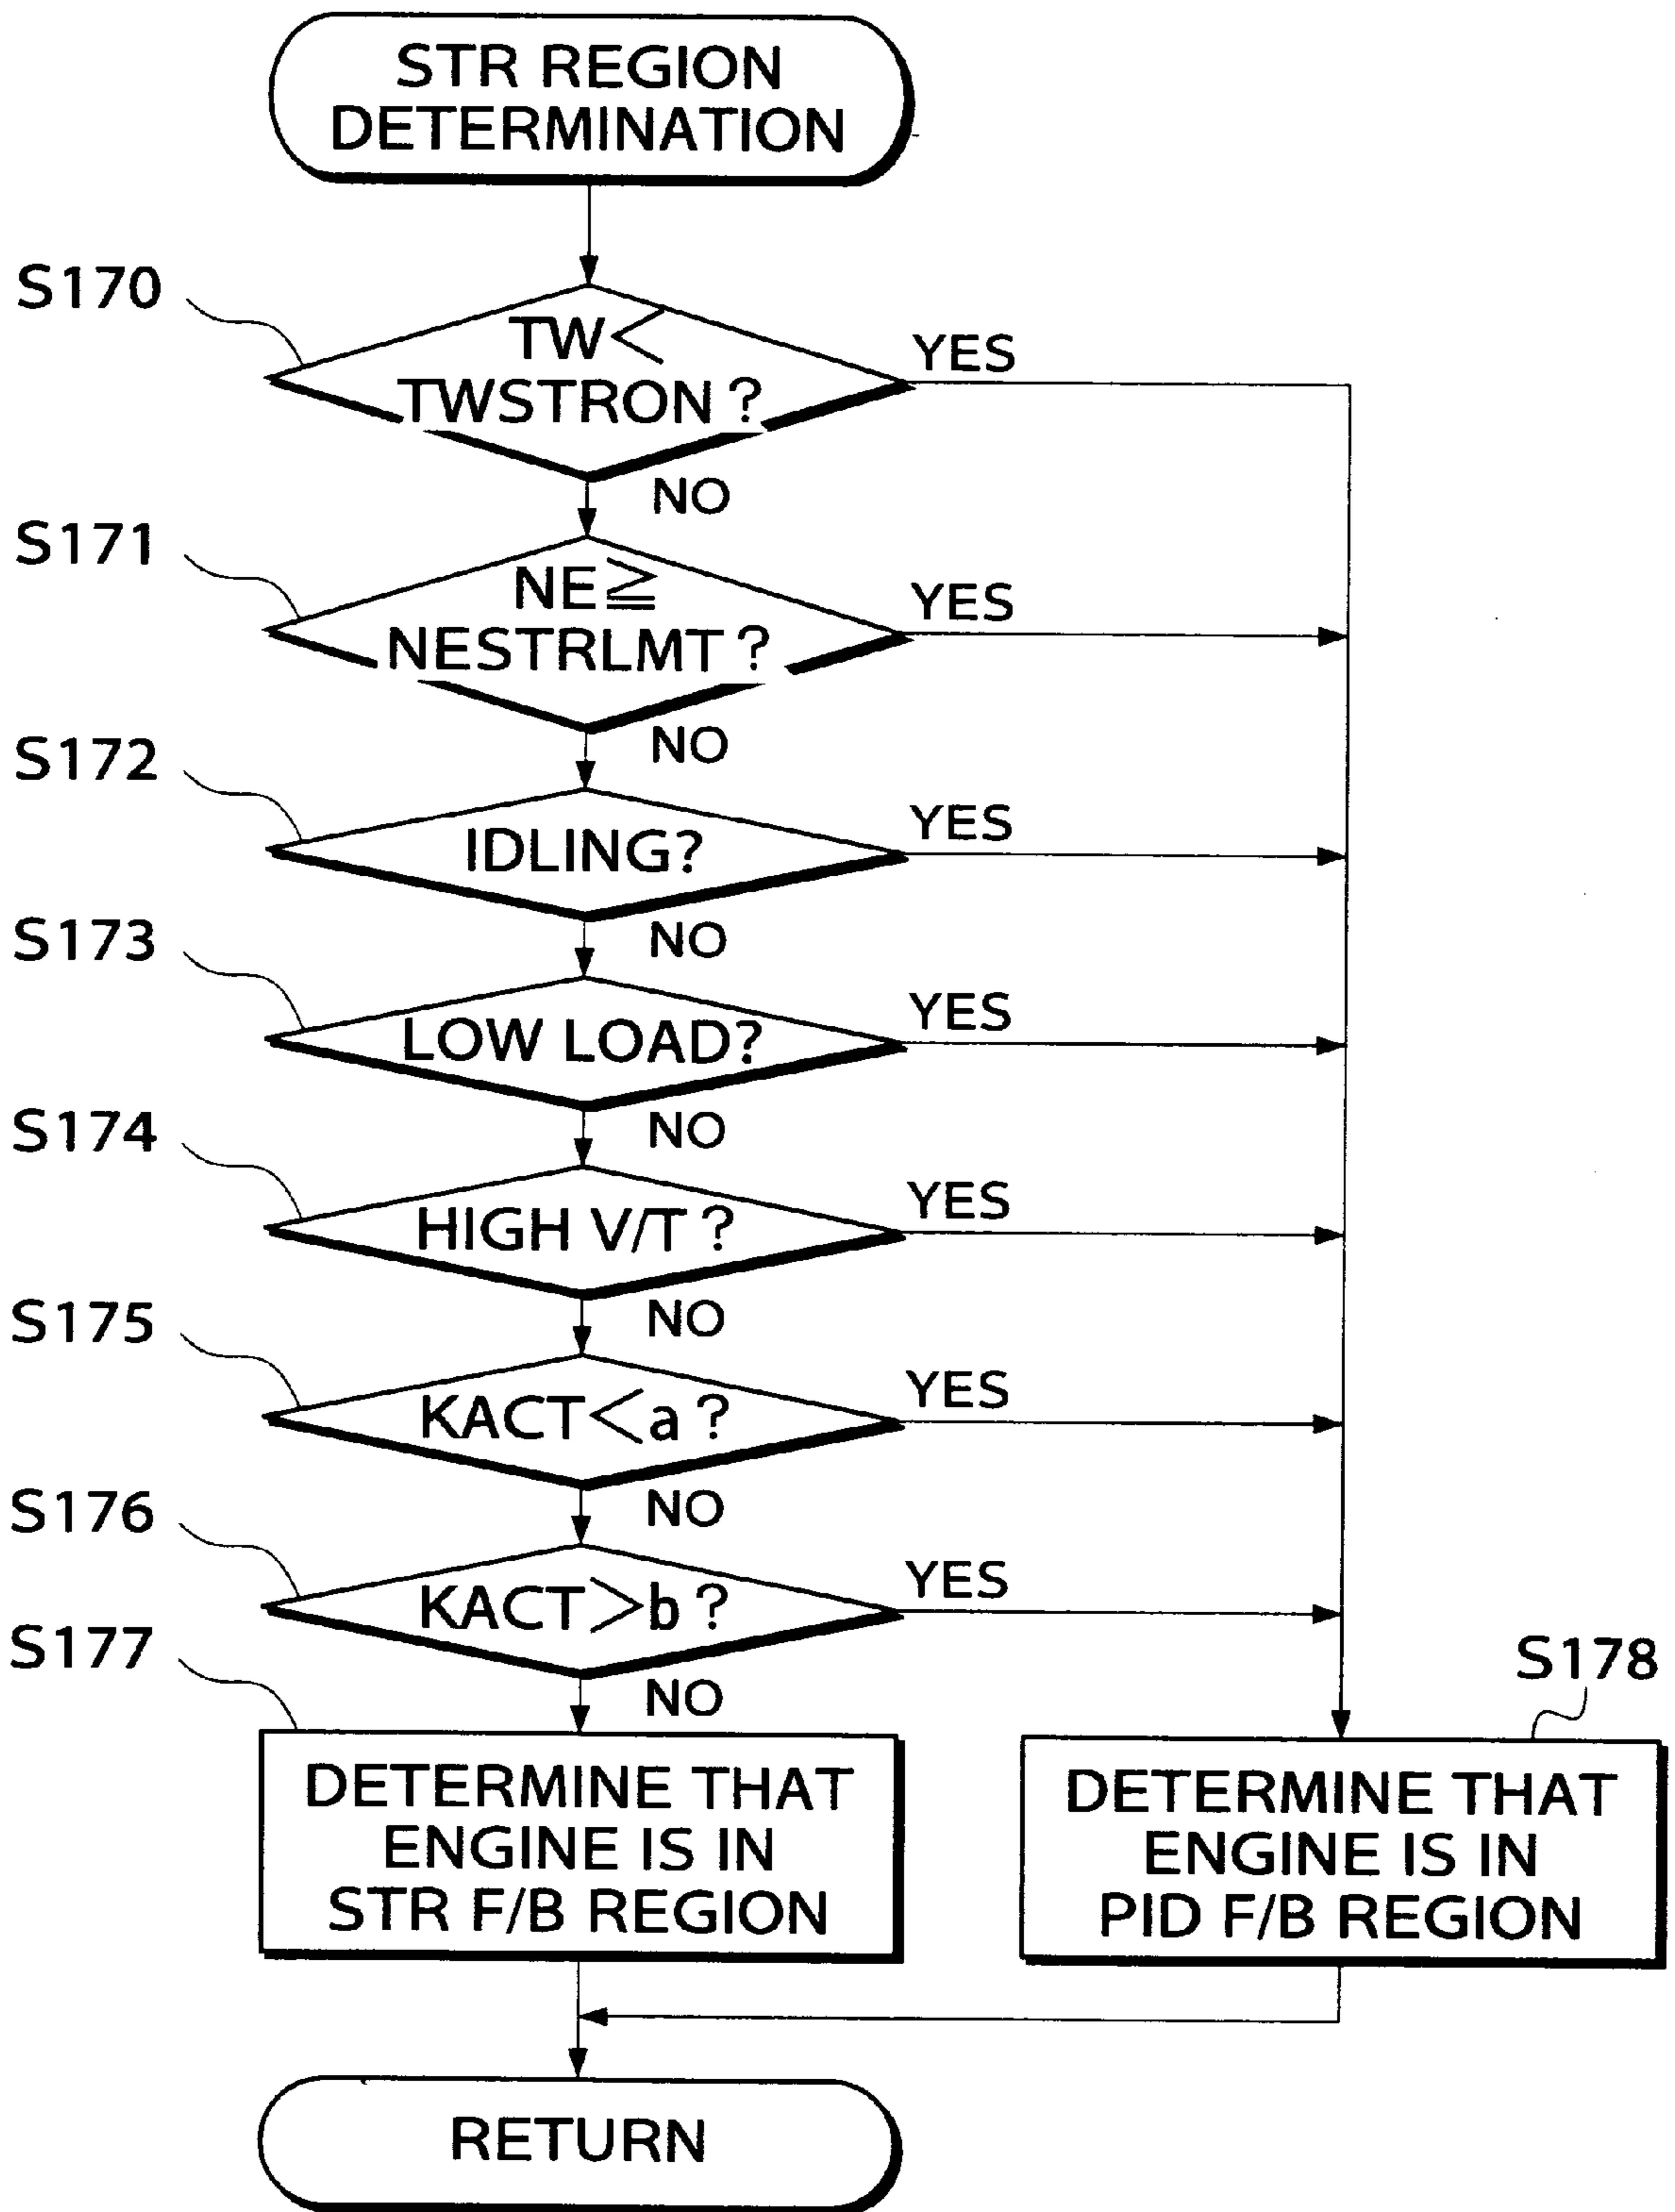 STR REGION
DETERMINATION
S170
TW<
TWSTRON?
YES
NO
S171
NE≧
NESTRLMT?
YES
NO
S172
IDLING?
YES
NO
S173
LOW LOAD?
YES
NO
S174
HIGH V/T?
YES
NO
S175
KACT<a?
YES
NO
S176
KACT>b?
YES
NO
S177
DETERMINE THAT
ENGINE IS IN
STR F/B REGION
S178
DETERMINE THAT
ENGINE IS IN
PID F/B REGION
RETURN